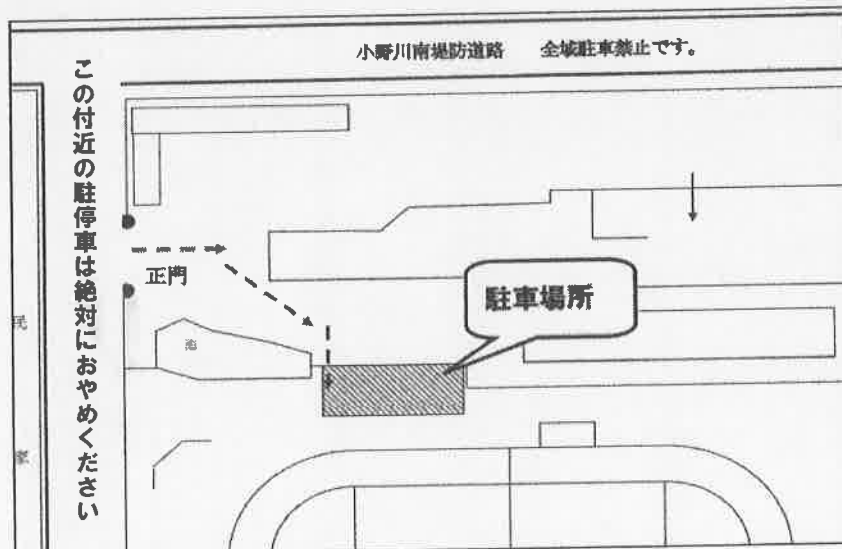 小野川南堤防道路　全域駐車禁止です。
この付近の駐停車は絶対におやめください
正門
駐車場所
池
民
家